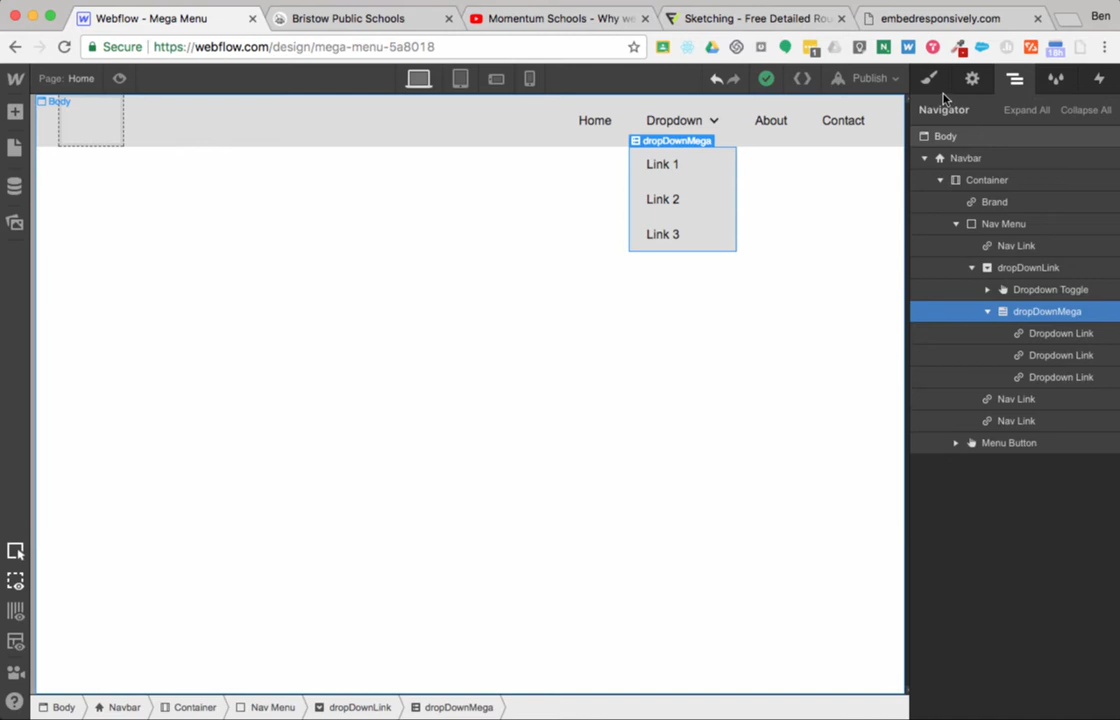 Webflow - Mega Menu
Bristow Public Schools
Momentum Schools - Why we
Sketching - Free Detailed Rou
embedresponsively.com
Ben
Secure
https://webflow.com/design/mega-menu-5a8018
Page: Home
Publish
Navigator
Expand All
Collapse All
Body
Home
Dropdown
About
Contact
dropDownMega
Link 1
Link 2
Link 3
Body
Navbar
Container
Brand
Nav Menu
Nav Link
dropDownLink
Dropdown Toggle
dropDownMega
Dropdown Link
Dropdown Link
Dropdown Link
Nav Link
Nav Link
Menu Button
Body
Navbar
Container
Nav Menu
dropDownLink
dropDownMega